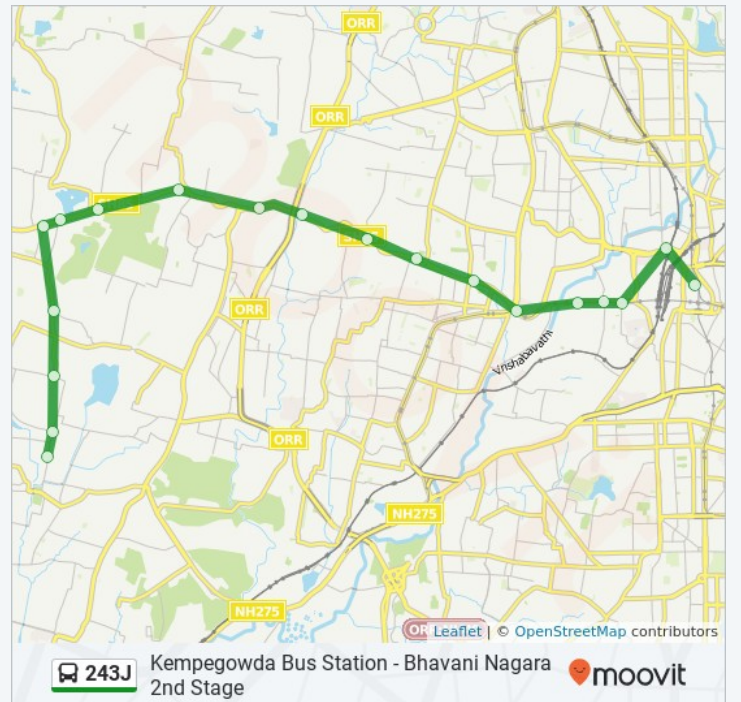 ORR
ORR
ORR
Vrishabavathi
ORR
NH275
NH275
Leaflet | © OpenStreetMap contributors
243J
Kempegowda Bus Station - Bhavani Nagara
2nd Stage
moovit